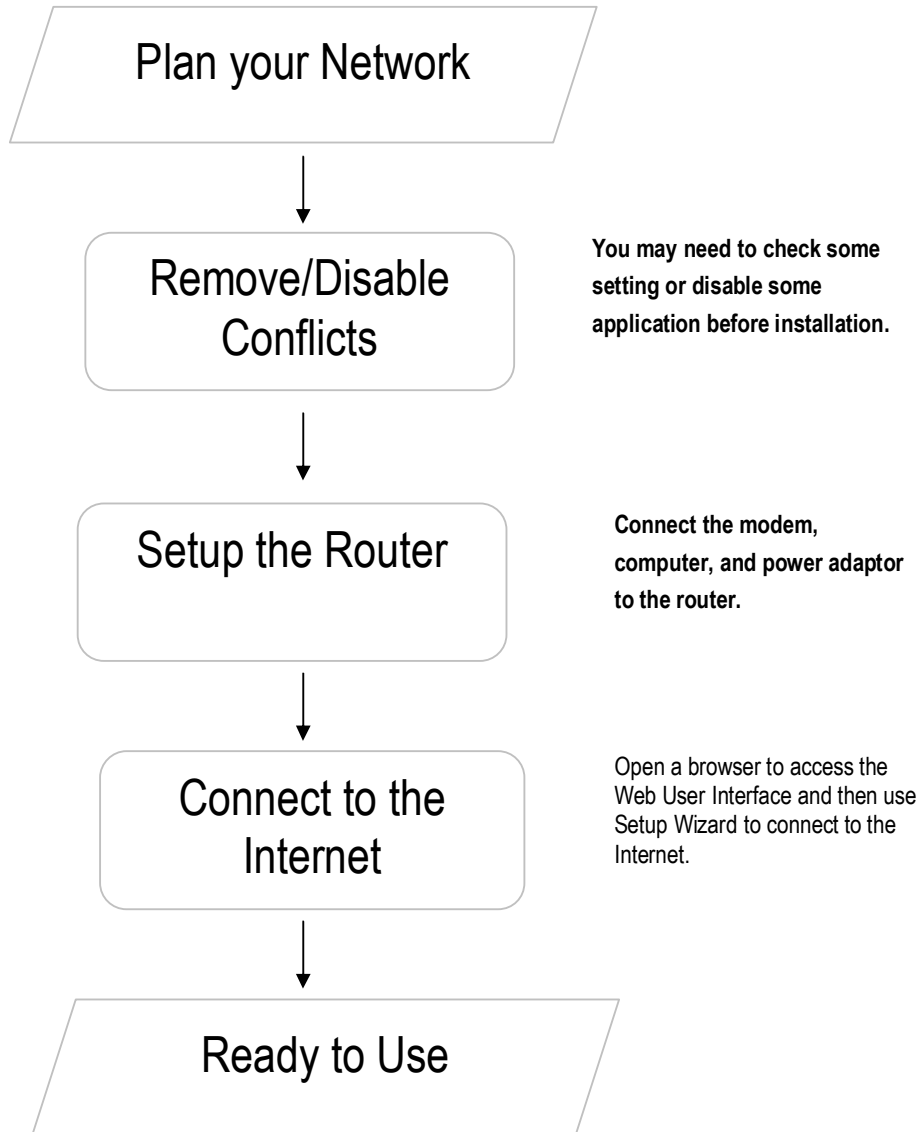 Plan your Network
Remove/Disable
Conflicts
You may need to check some
setting or disable some
application before installation.
Setup the Router
Connect the modem,
computer, and power adaptor
to the router.
Connect to the
Internet
Open a browser to access the
Web User Interface and then use
Setup Wizard to connect to the
Internet.
Ready to Use